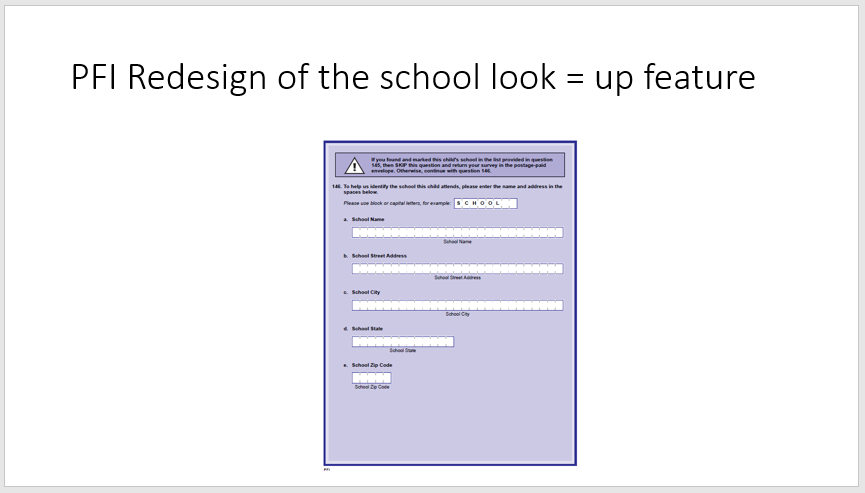 PFI Redesign of the school look = up feature
If you found and marked this child's school in the list provided in question
145, then SKIP this question and return your survey in the postage-paid
envelope. Otherwise, continue with question 146.
146. To help us identify the school this child attends, please enter the name and address in the
spaces below.
Please use block or capital letters, for example: S C H O O L
a. School Name
School Name
b. School Street Address
School Street Address
c. School City
School City
d. School State
School State
e. School Zip Code
School Zip Code